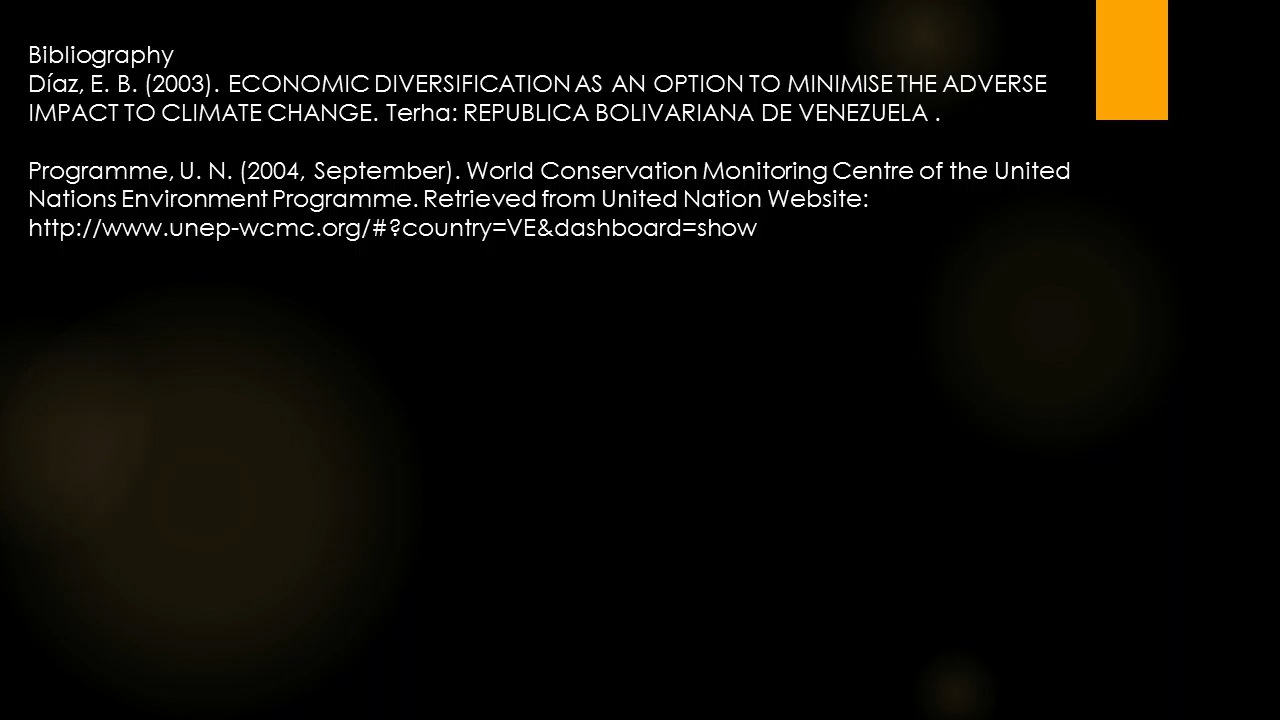 Bibliography
Díaz, E. B. (2003). ECONOMIC DIVERSIFICATION AS AN OPTION TO MINIMISE THE ADVERSE
IMPACT TO CLIMATE CHANGE. Terha: REPUBLICA BOLIVARIANA DE VENEZUELA .
Programme, U. N. (2004, September). World Conservation Monitoring Centre of the United
Nations Environment Programme. Retrieved from United Nation Website:
http://www.unep-wcmc.org/#?country=VE&dashboard=show